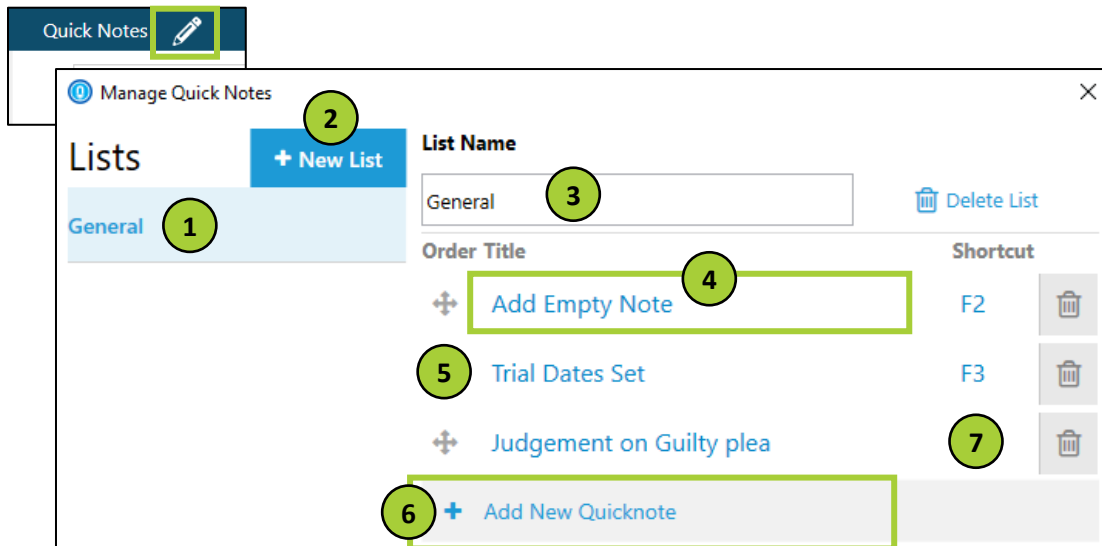 Quick Notes
Manage Quick Notes
2
Lists
+ New List
List Name
General
3
Delete List
General
1
Order Title
Shortcut
4
Add Empty Note
F2
5
Trial Dates Set
F3
Judgement on Guilty plea
7
6
+ Add New Quicknote